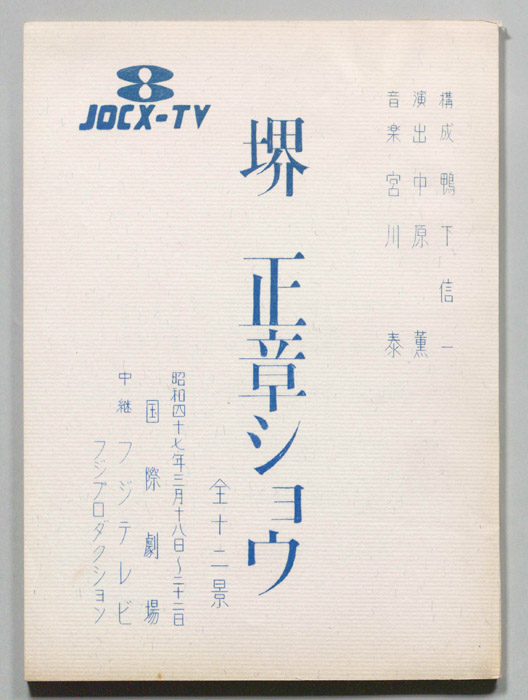 JOCX-TV
構成 鴨下信一
演出 中原 薫
音楽 宮川 泰
堺 正章ショウ
全十二景
昭和四十七年三月十八日~二十二日
国際劇場
中継 フジテレビ
フジプロダクション